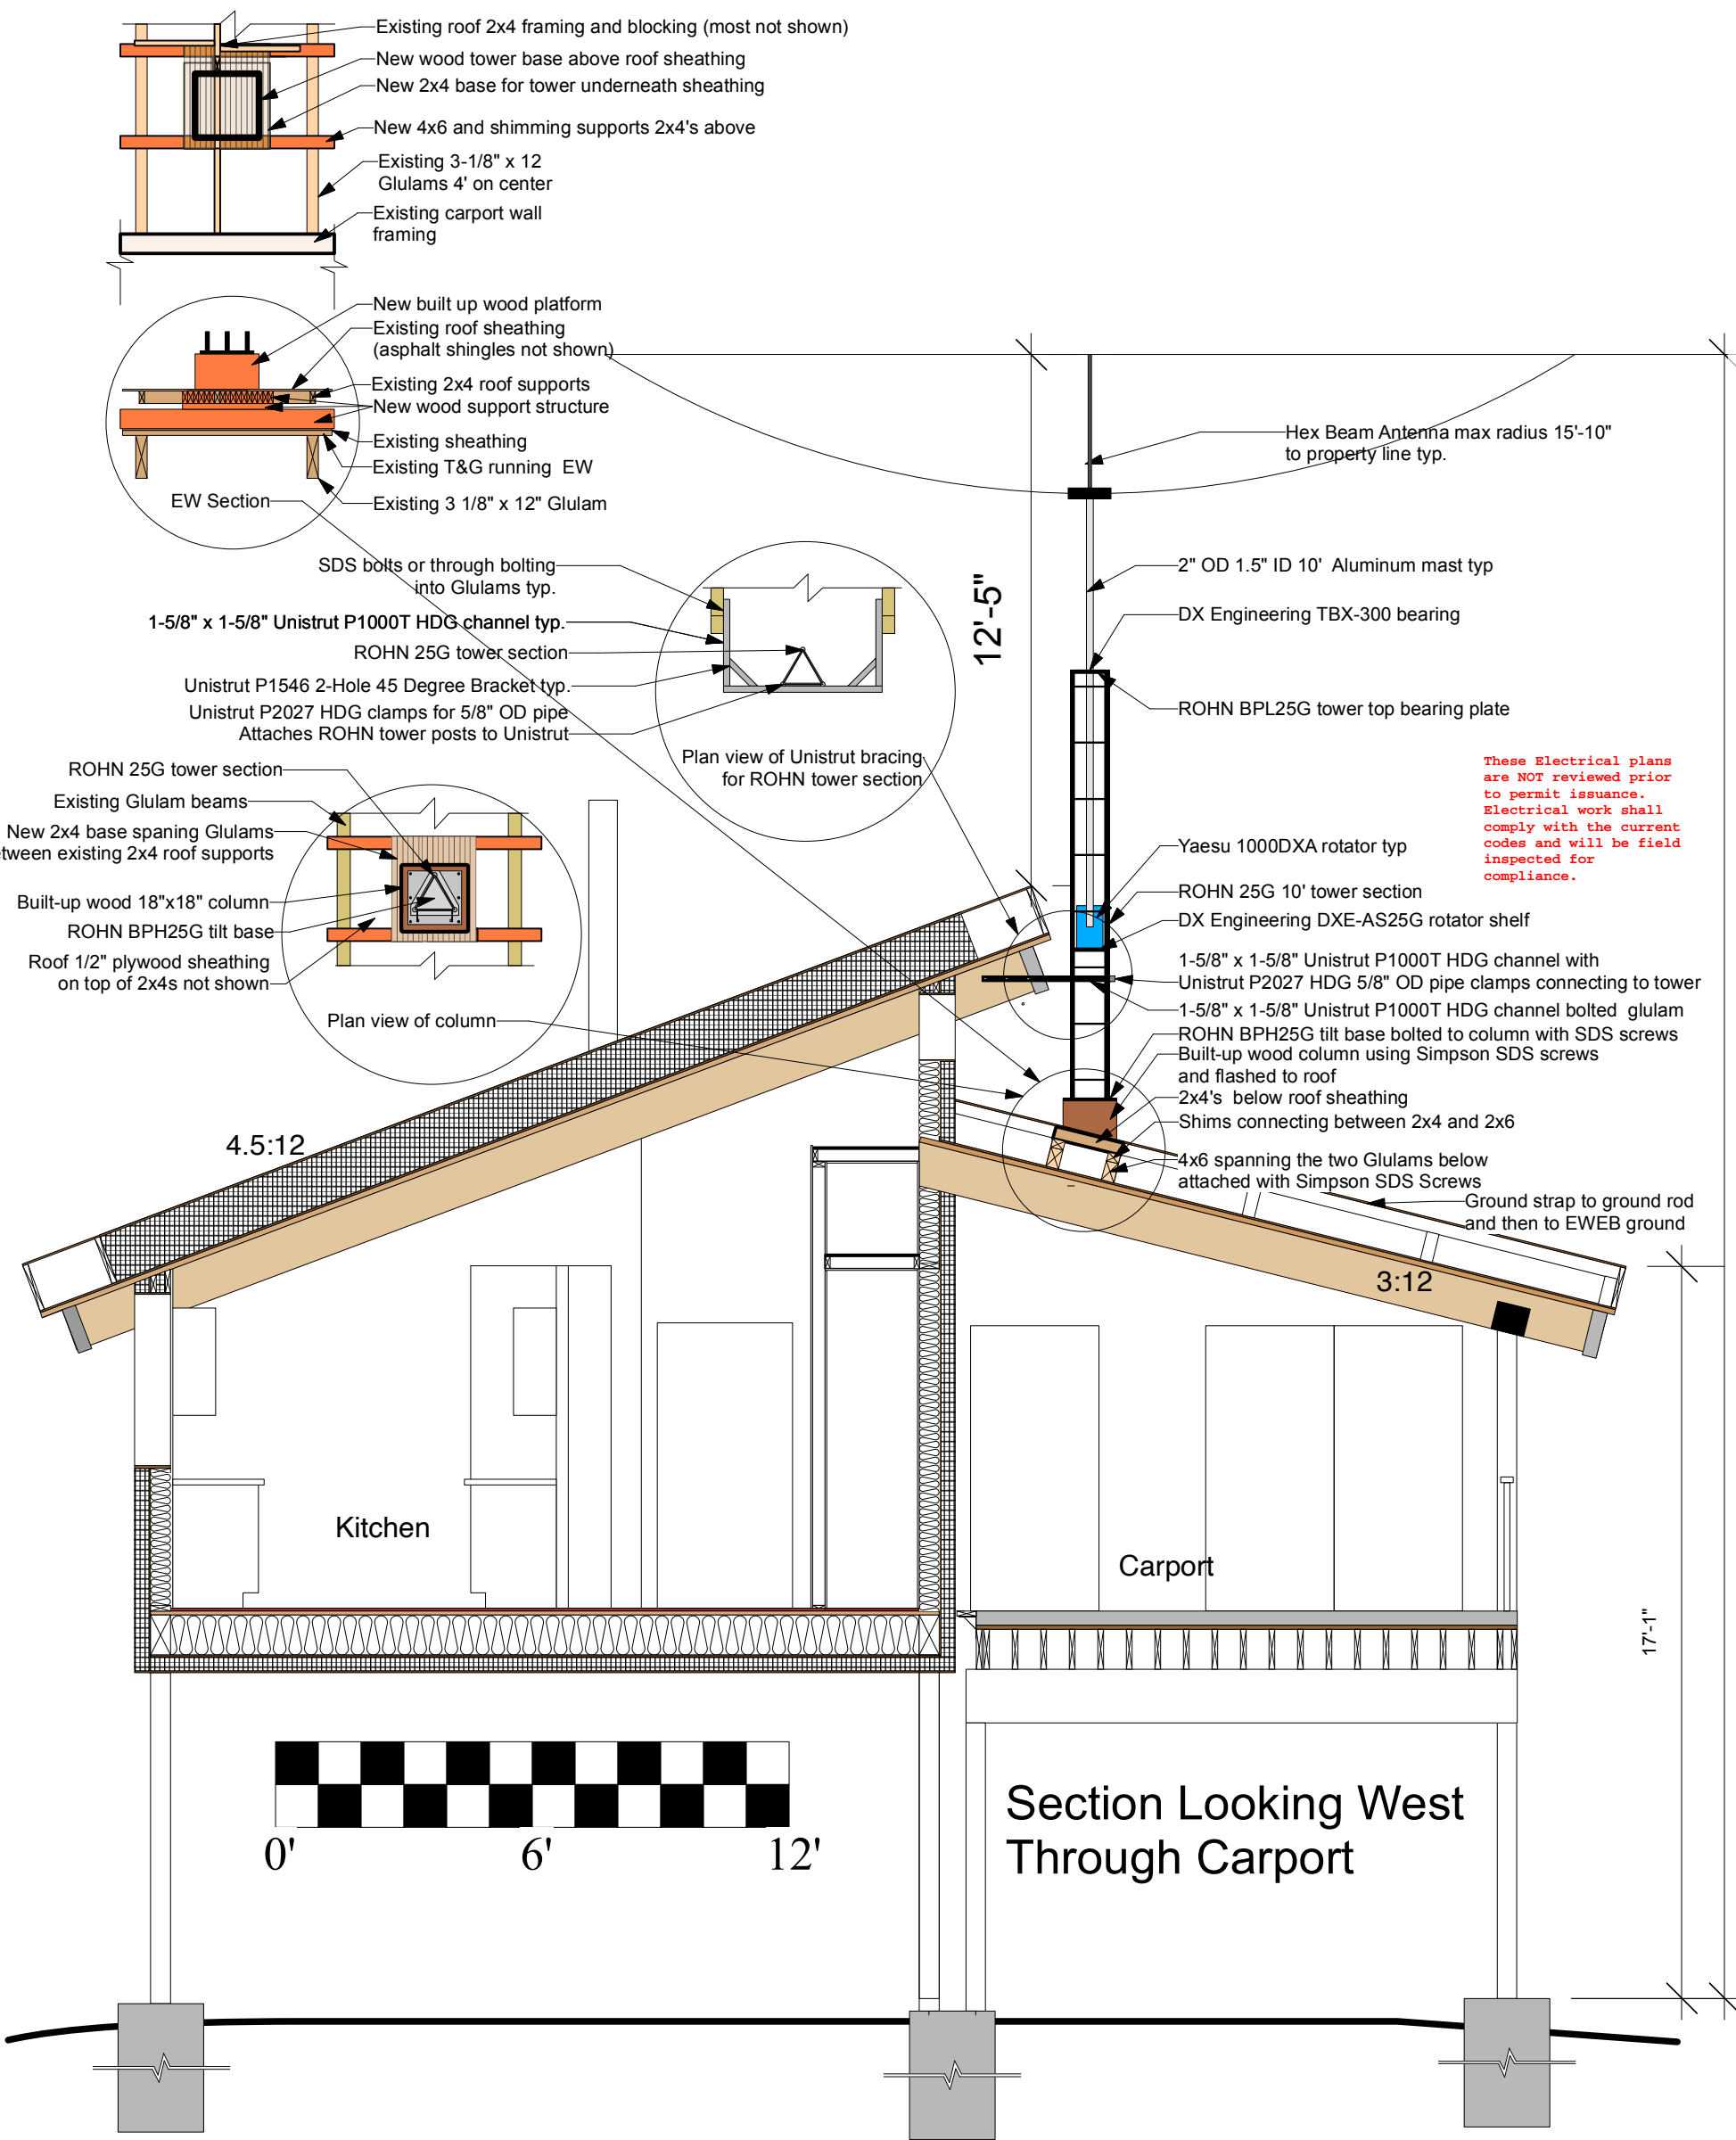 Existing roof 2x4 framing and blocking (most not shown)
New wood tower base above roof sheathing
New 2x4 base for tower underneath sheathing
New 4x6 and shimming supports 2x4's above
Existing 3-1/8" x 12
Glulams 4' on center
Existing carport wall
framing
New built up wood platform
Existing roof sheathing
(asphalt shingles not shown)
Existing 2x4 roof supports
New wood support structure
Existing sheathing
Existing T&G running EW
Existing 3 1/8" x 12" Glulam
EW Section
Hex Beam Antenna max radius 15'-10"
to property line typ.
SDS bolts or through bolting
into Glulams typ.
1-5/8" x 1-5/8" Unistrut P1000T HDG channel typ.
ROHN 25G tower section
Unistrut P1546 2-Hole 45 Degree Bracket typ.
Unistrut P2027 HDG clamps for 5/8" OD pipe
Attaches ROHN tower posts to Unistrut
Plan view of Unistrut bracing
for ROHN tower section
12'-5"
2" OD 1.5" ID 10' Aluminum mast typ
DX Engineering TBX-300 bearing
ROHN BPL25G tower top bearing plate
These Electrical plans
are NOT reviewed prior
to permit issuance.
Electrical work shall
comply with the current
codes and will be field
inspected for
compliance.
ROHN 25G tower section
Existing Glulam beams
New 2x4 base spaning Glulams
etween existing 2x4 roof supports
Built-up wood 18"x18" column
ROHN BPH25G tilt base
Roof 1/2" plywood sheathing
on top of 2x4s not shown
Plan view of column
Yaesu 1000DXA rotator typ
ROHN 25G 10' tower section
DX Engineering DXE-AS25G rotator shelf
1-5/8" x 1-5/8" Unistrut P1000T HDG channel with
Unistrut P2027 HDG 5/8" OD pipe clamps connecting to tower
1-5/8" x 1-5/8" Unistrut P1000T HDG channel bolted glulam
ROHN BPH25G tilt base bolted to column with SDS screws
Built-up wood column using Simpson SDS screws
and flashed to roof
2x4's below roof sheathing
Shims connecting between 2x4 and 2x6
4x6 spanning the two Glulams below
attached with Simpson SDS Screws
Ground strap to ground rod
and then to EWEB ground
4.5:12
3:12
Kitchen
Carport
17'-1"
0' 6' 12'
Section Looking West
Through Carport